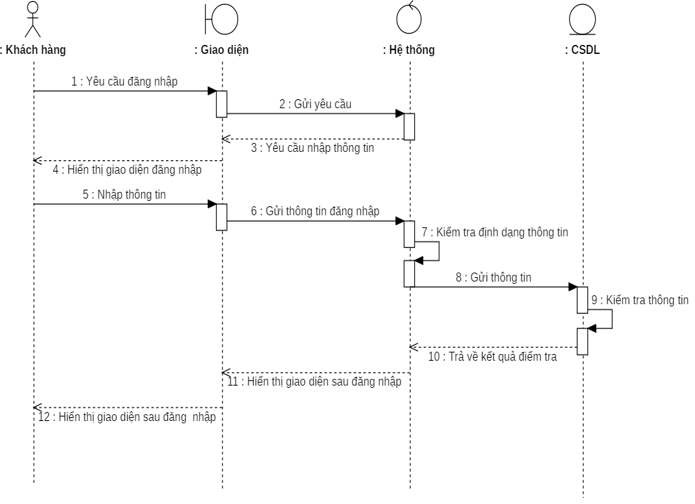 : Khách hàng
: Giao diện
: Hệ thống
: CSDL
1 : Yêu cầu đăng nhập
2 : Gửi yêu cầu
3 : Yêu cầu nhập thông tin
4 : Hiển thị giao diện đăng nhập
5 : Nhập thông tin
6 : Gửi thông tin đăng nhập
7 : Kiểm tra định dạng thông tin
8 : Gửi thông tin
9 : Kiểm tra thông tin
10 : Trả về kết quả điểm tra
11 : Hiển thị giao diện sau đăng nhập
12 : Hiển thị giao diện sau đăng  nhập